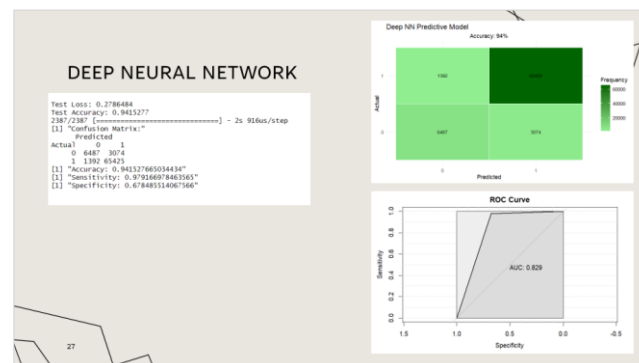 DEEP NEURAL NETWORK
Test Loss: 0.2786484
Test Accuracy: 0.9415277
2387/2387 [==============================] - 2s 916us/step
[1] "Confusion Matrix:"
Predicted
Actual 0 1
0 6487 3074
1 1392 65425
[1] "Accuracy: 0.941527665034434"
[1] "Sensitivity: 0.979166978463565"
[1] "Specificity: 0.678485514067566"
Deep NN Predictive Model
Accuracy: 94%
1
0
Actual
6487
3074
0
1
Predicted
Frequency
60000
40000
20000
ROC Curve
Sensitivity
1.0
0.8
0.6
0.4
0.2
0.0
AUC: 0.829
1.5
1.0
0.5
0.0
-0.5
Specificity
27